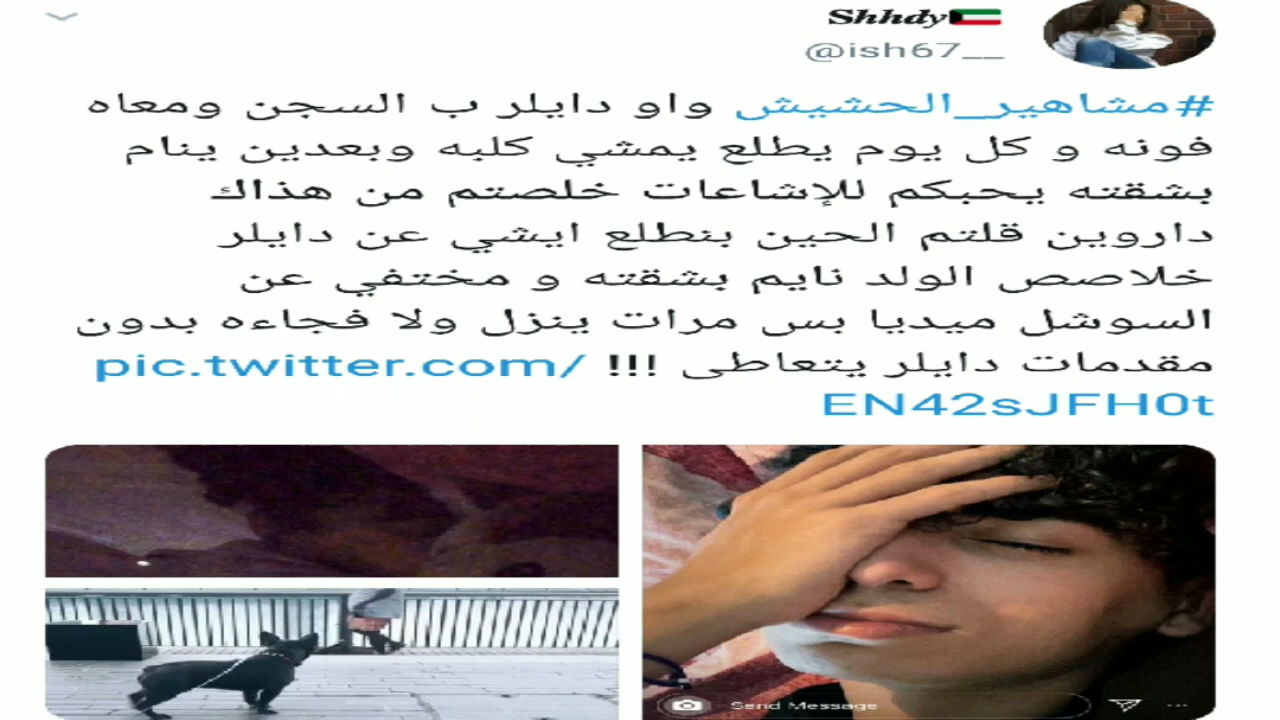 Shhdy🇰🇼
@ish67__
#مشاهير_الحشيش واو دايلر ب السجن ومعاه
فونه و كل يوم يطلع يمشي كلبه وبعدين ينام
بشقته يحبكم للإشاعات خلصتم من هذاك
داروين قلتم الحين بنطلع ايشي عن دايلر
خلاصص الولد نايم بشقته و مختفي عن
السوشل ميديا بس مرات ينزل ولا فجاءه بدون
مقدمات دايلر يتعاطى !!! pic.twitter.com/
EN42sJFH0t
Send Message